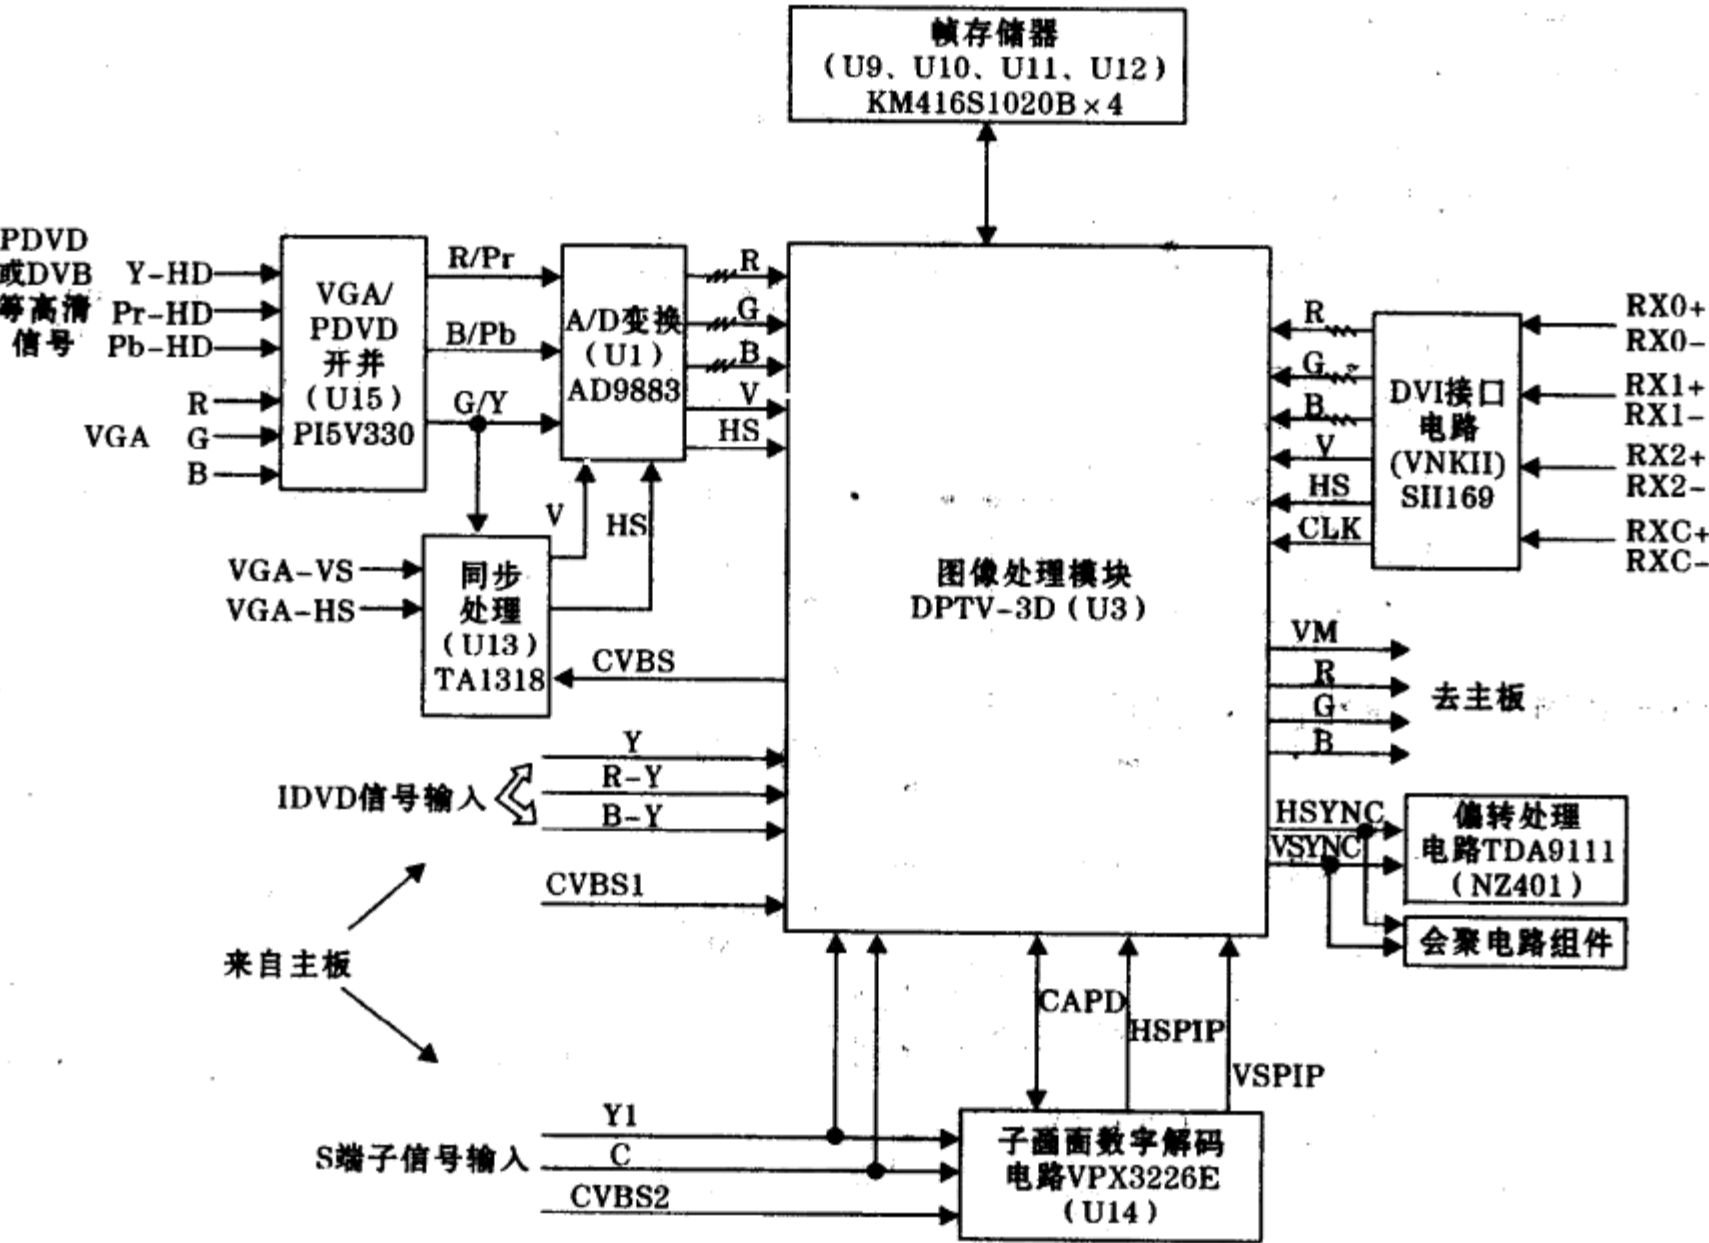 帧存储器
（U9、U10、U11、U12）
KM416S1020B×4
PDVD
或DVB
等高清
信号
Y-HD
Pr-HD
Pb-HD
VGA
R
G
B
VGA/
PDVD
开并
（U15）
PI5V330
R/Pr
B/Pb
G/Y
A/D变换
（U1）
AD9883
R
G
B
V
HS
V
HS
VGA-VS
VGA-HS
同步
处理
（U13）
TA1318
CVBS
图像处理模块
DPTV-3D（U3）
R
G
B
V
HS
CLK
DVI接口
电路
(VNKII)
SII169
RX0+
RX0-
RX1+
RX1-
RX2+
RX2-
RXC+
RXC-
VM
R
G
B
去主板
IDVD信号输入
Y
R-Y
B-Y
CVBS1
来自主板
HSYNC
VSYNC
偏转处理
电路TDA9111
（NZ401）
会聚电路组件
CAPD
HSPIP
VSPIP
S端子信号输入
Y1
C
CVBS2
子画面数字解码
电路VPX3226E
（U14）